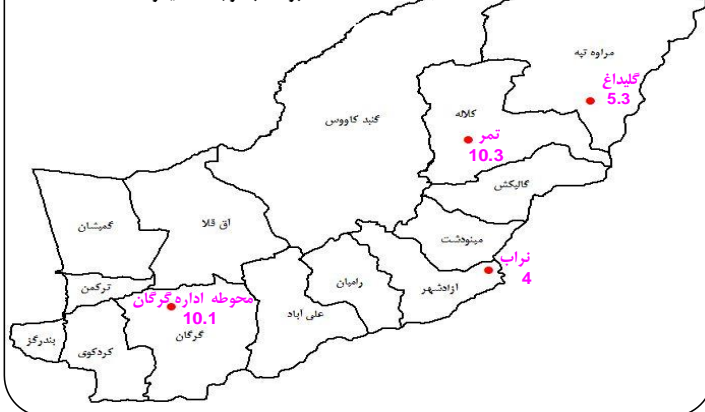 مراوه تپه
گلیداغ
5.3
کلاله
تمر
10.3
گنبد کاووس
گالیکش
مینودشت
نراب
4
آزادشهر
رامیان
علی آباد
اق قلا
گمیشان
ترکمن
محوطه اداره گرگان
10.1
گرگان
کردکوی
بندرگز